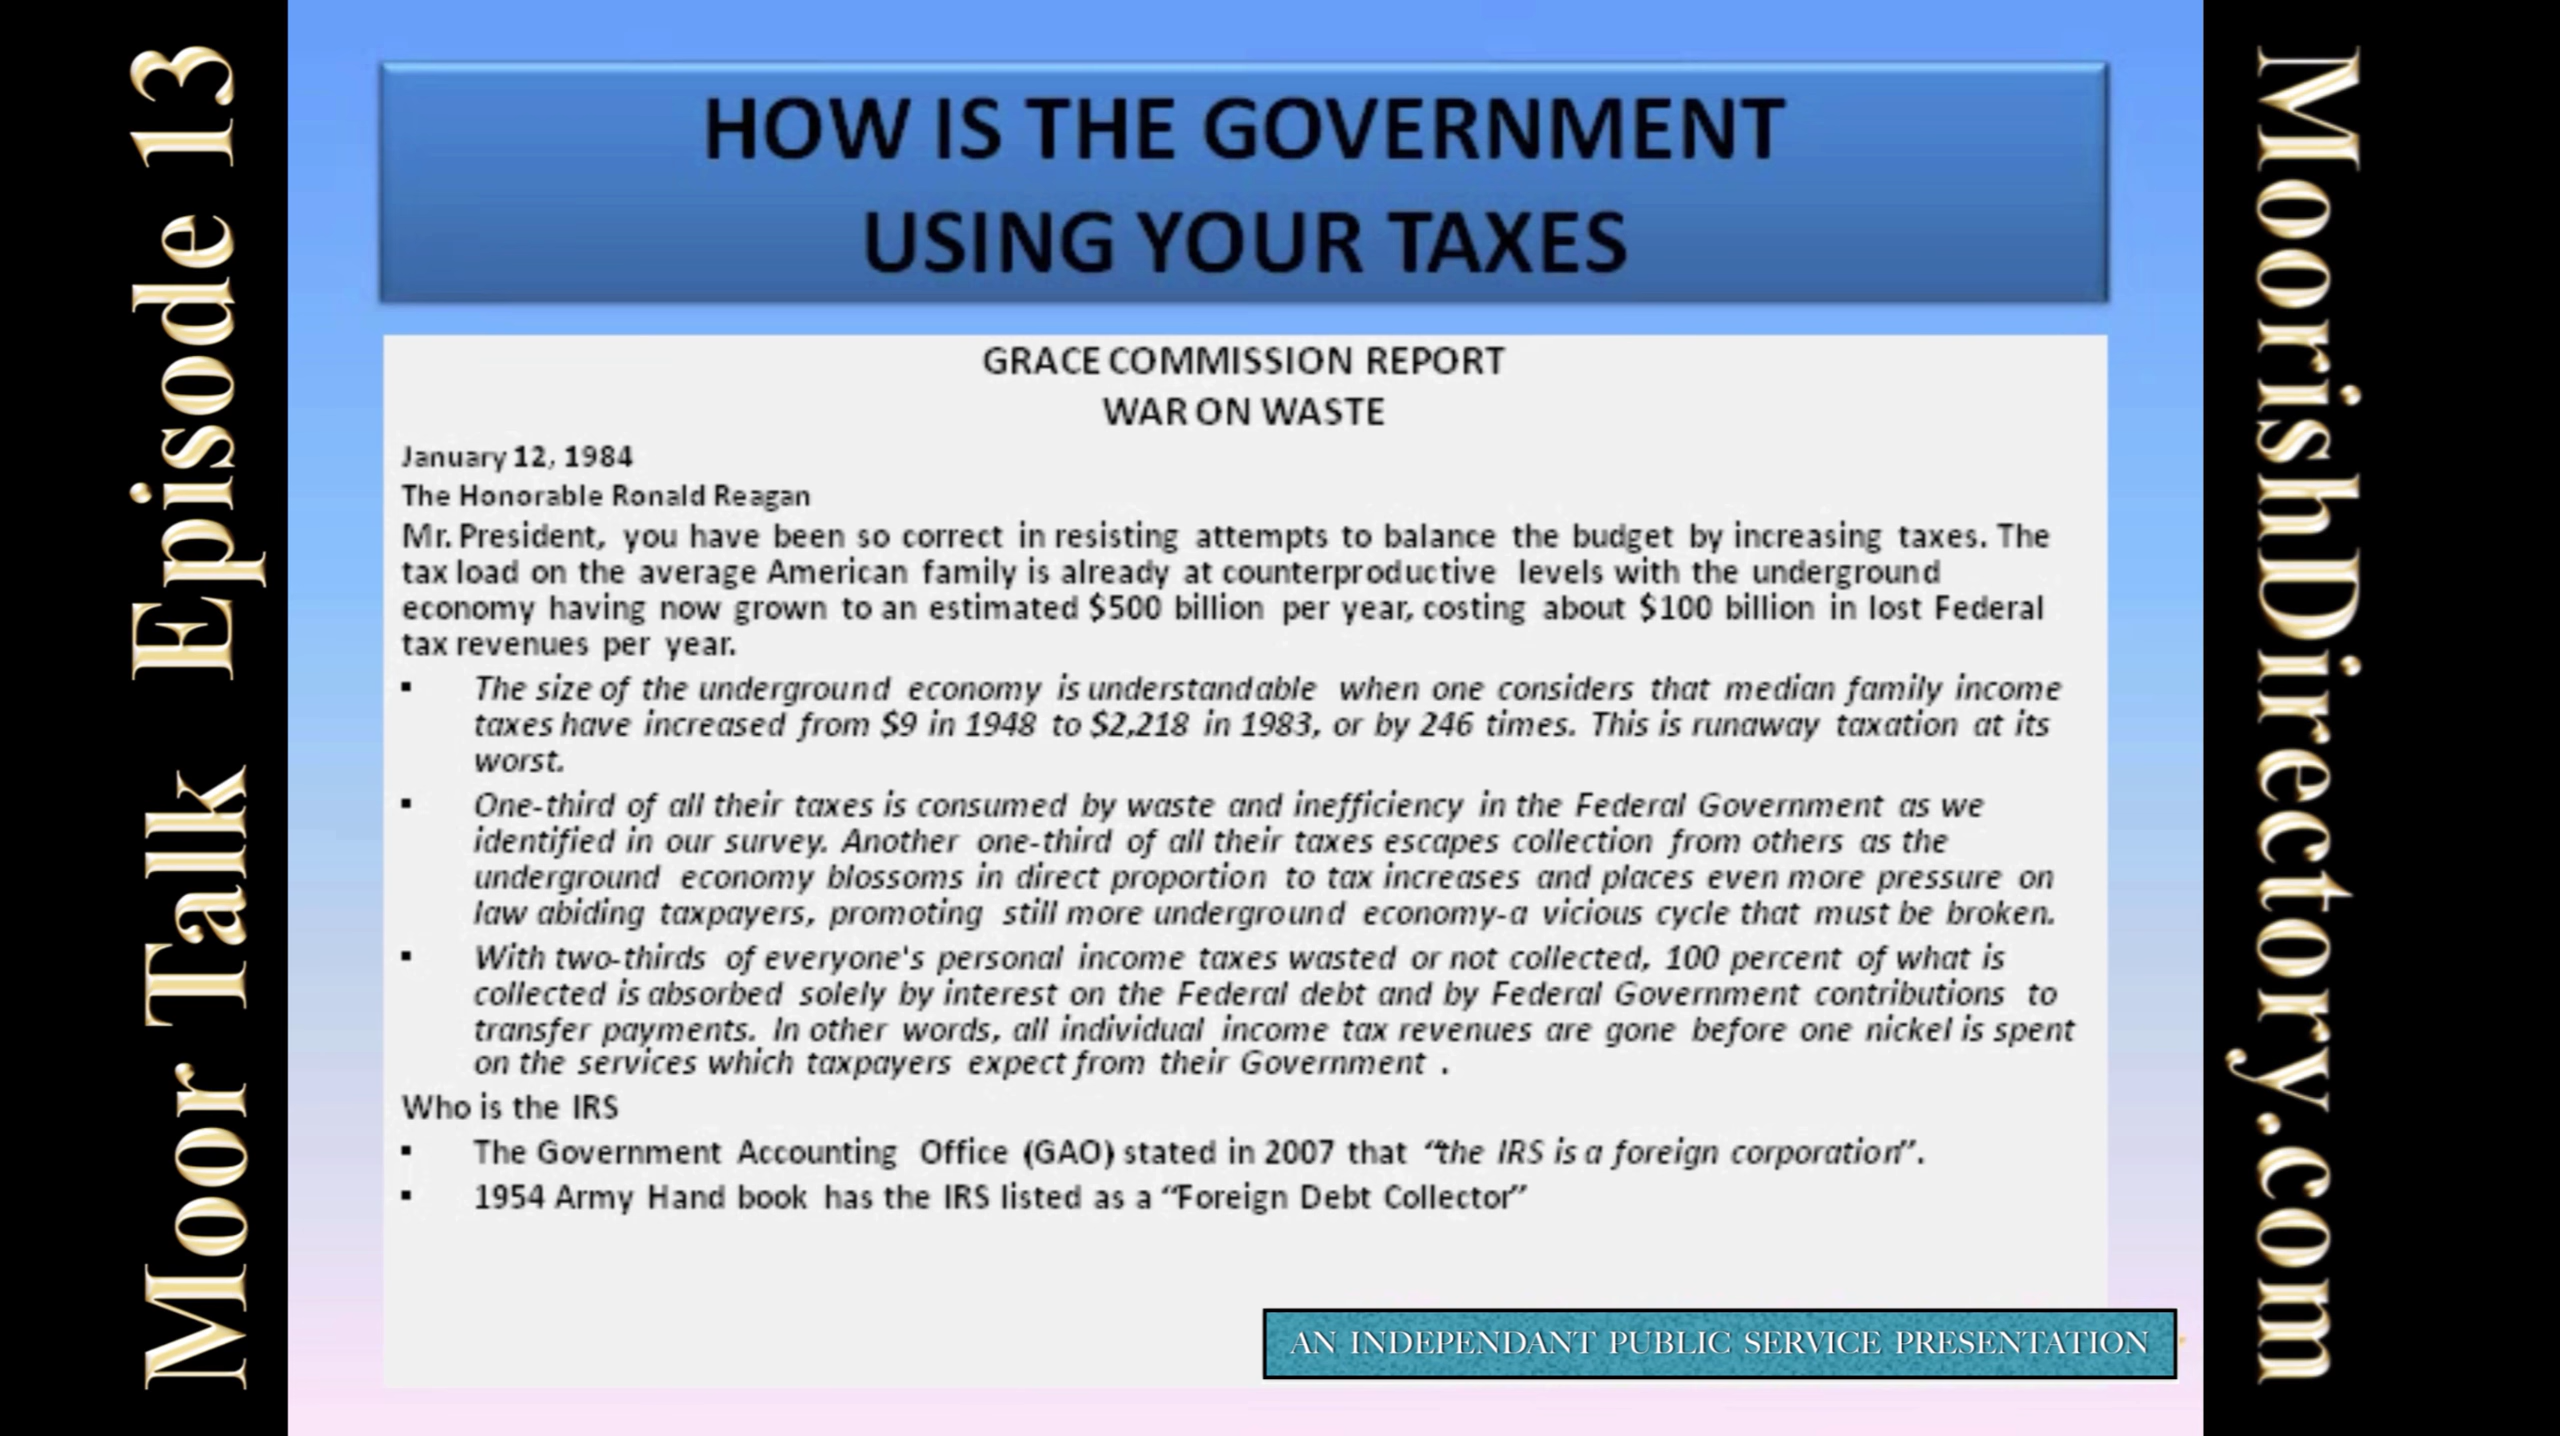 Moor Talk Episode 13
HOW IS THE GOVERNMENT
USING YOUR TAXES
GRACE COMMISSION REPORT
WAR ON WASTE
January 12, 1984
The Honorable Ronald Reagan
Mr. President, you have been so correct in resisting attempts to balance the budget by increasing taxes. The
tax load on the average American family is already at counterproductive levels with the underground
economy having now grown to an estimated $500 billion per year, costing about $100 billion in lost Federal
tax revenues per year.
▪ The size of the underground economy is understandable when one considers that median family income
taxes have increased from $9 in 1948 to $2,218 in 1983, or by 246 times. This is runaway taxation at its
worst.
▪ One-third of all their taxes is consumed by waste and inefficiency in the Federal Government as we
identified in our survey. Another one-third of all their taxes escapes collection from others as the
underground economy blossoms in direct proportion to tax increases and places even more pressure on
law abiding taxpayers, promoting still more underground economy-a vicious cycle that must be broken.
▪ With two-thirds of everyone's personal income taxes wasted or not collected, 100 percent of what is
collected is absorbed solely by interest on the Federal debt and by Federal Government contributions to
transfer payments. In other words, all individual income tax revenues are gone before one nickel is spent
on the services which taxpayers expect from their Government .
Who is the IRS
▪ The Government Accounting Office (GAO) stated in 2007 that “the IRS is a foreign corporation”.
▪ 1954 Army Hand book has the IRS listed as a “Foreign Debt Collector”
AN INDEPENDANT PUBLIC SERVICE PRESENTATION
MoorishDirectory.com